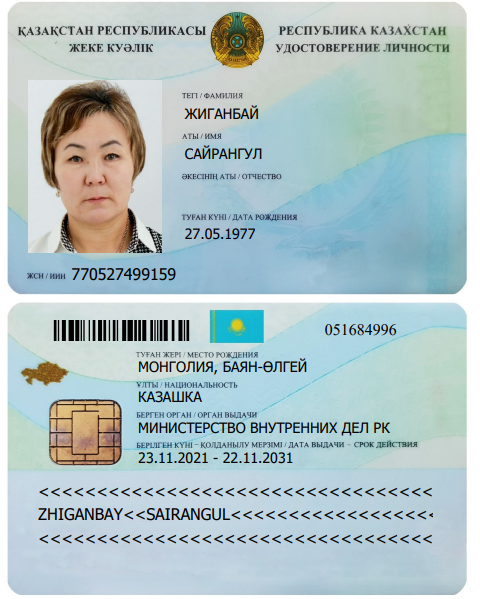 ҚАЗАҚСТАН РЕСПУБЛИКАСЫ
ЖЕКЕ КУӘЛІК
РЕСПУБЛИКА КАЗАХСТАН
УДОСТОВЕРЕНИЕ ЛИЧНОСТИ
ТЕГІ / ФАМИЛИЯ
ЖИГАНБАЙ
АТЫ / ИМЯ
САЙРАНГУЛ
ӘКЕСІНІҢ АТЫ / ОТЧЕСТВО
ТУҒАН КҮНІ / ДАТА РОЖДЕНИЯ
27.05.1977
ЖСН / ИИН 770527499159
051684996
ТУҒАН ЖЕРІ / МЕСТО РОЖДЕНИЯ
МОНГОЛИЯ, БАЯН-ӨЛГЕЙ
ҰЛТЫ / НАЦИОНАЛЬНОСТЬ
КАЗАШКА
БЕРГЕН ОРГАН / ОРГАН ВЫДАЧИ
МИНИСТЕРСТВО ВНУТРЕННИХ ДЕЛ РК
БЕРІЛГЕН КҮНІ – ҚОЛДАНЫЛУ МЕРЗІМІ / ДАТА ВЫДАЧИ – СРОК ДЕЙСТВИЯ
23.11.2021 - 22.11.2031
<<<<<<<<<<<<<<<<<<<<<<<<<<<<<<<<<<<<
ZHIGANBAY<<SAIRANGUL<<<<<<<<<<<<<<<<<<
<<<<<<<<<<<<<<<<<<<<<<<<<<<<<<<<<<<<